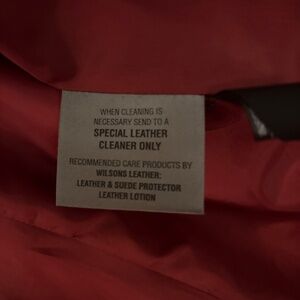 WHEN CLEANING IS
NECESSARY SEND TO A
SPECIAL LEATHER
CLEANER ONLY
RECOMMENDED CARE PRODUCTS BY
WILSONS LEATHER:
LEATHER & SUEDE PROTECTOR
LEATHER LOTION